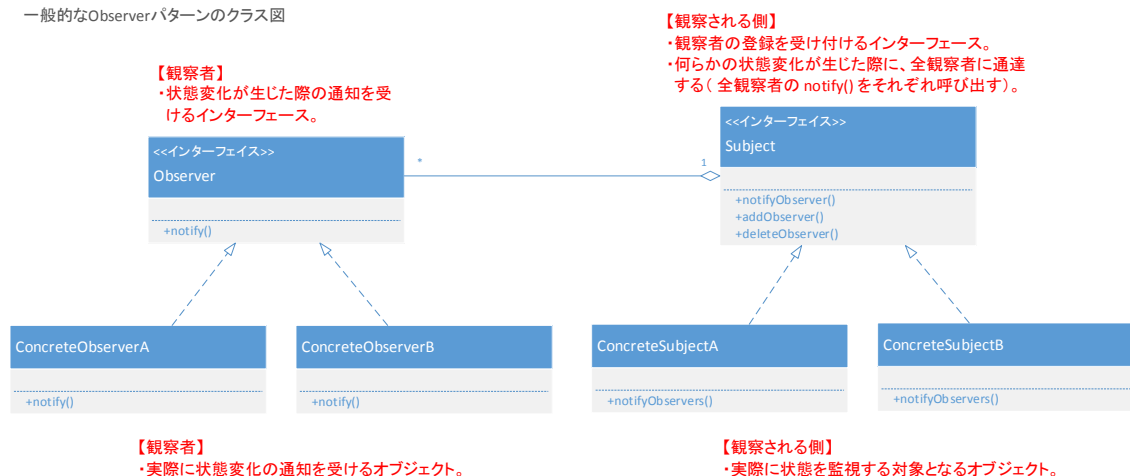 一般的なObserverパターンのクラス図
【観察される側】
・観察者の登録を受け付けるインターフェース。
・何らかの状態変化が生じた際に、全観察者に通達
する( 全観察者の notify() をそれぞれ呼び出す)。
【観察者】
・状態変化が生じた際の通知を受
けるインターフェース。
<<インターフェイス>>
Observer
+notify()
*
1
<<インターフェイス>>
Subject
+notifyObserver()
+addObserver()
+deleteObserver()
ConcreteObserverA
+notify()
ConcreteObserverB
+notify()
ConcreteSubjectA
+notifyObservers()
ConcreteSubjectB
+notifyObservers()
【観察者】
・実際に状態変化の通知を受けるオブジェクト。
【観察される側】
・実際に状態を監視する対象となるオブジェクト。